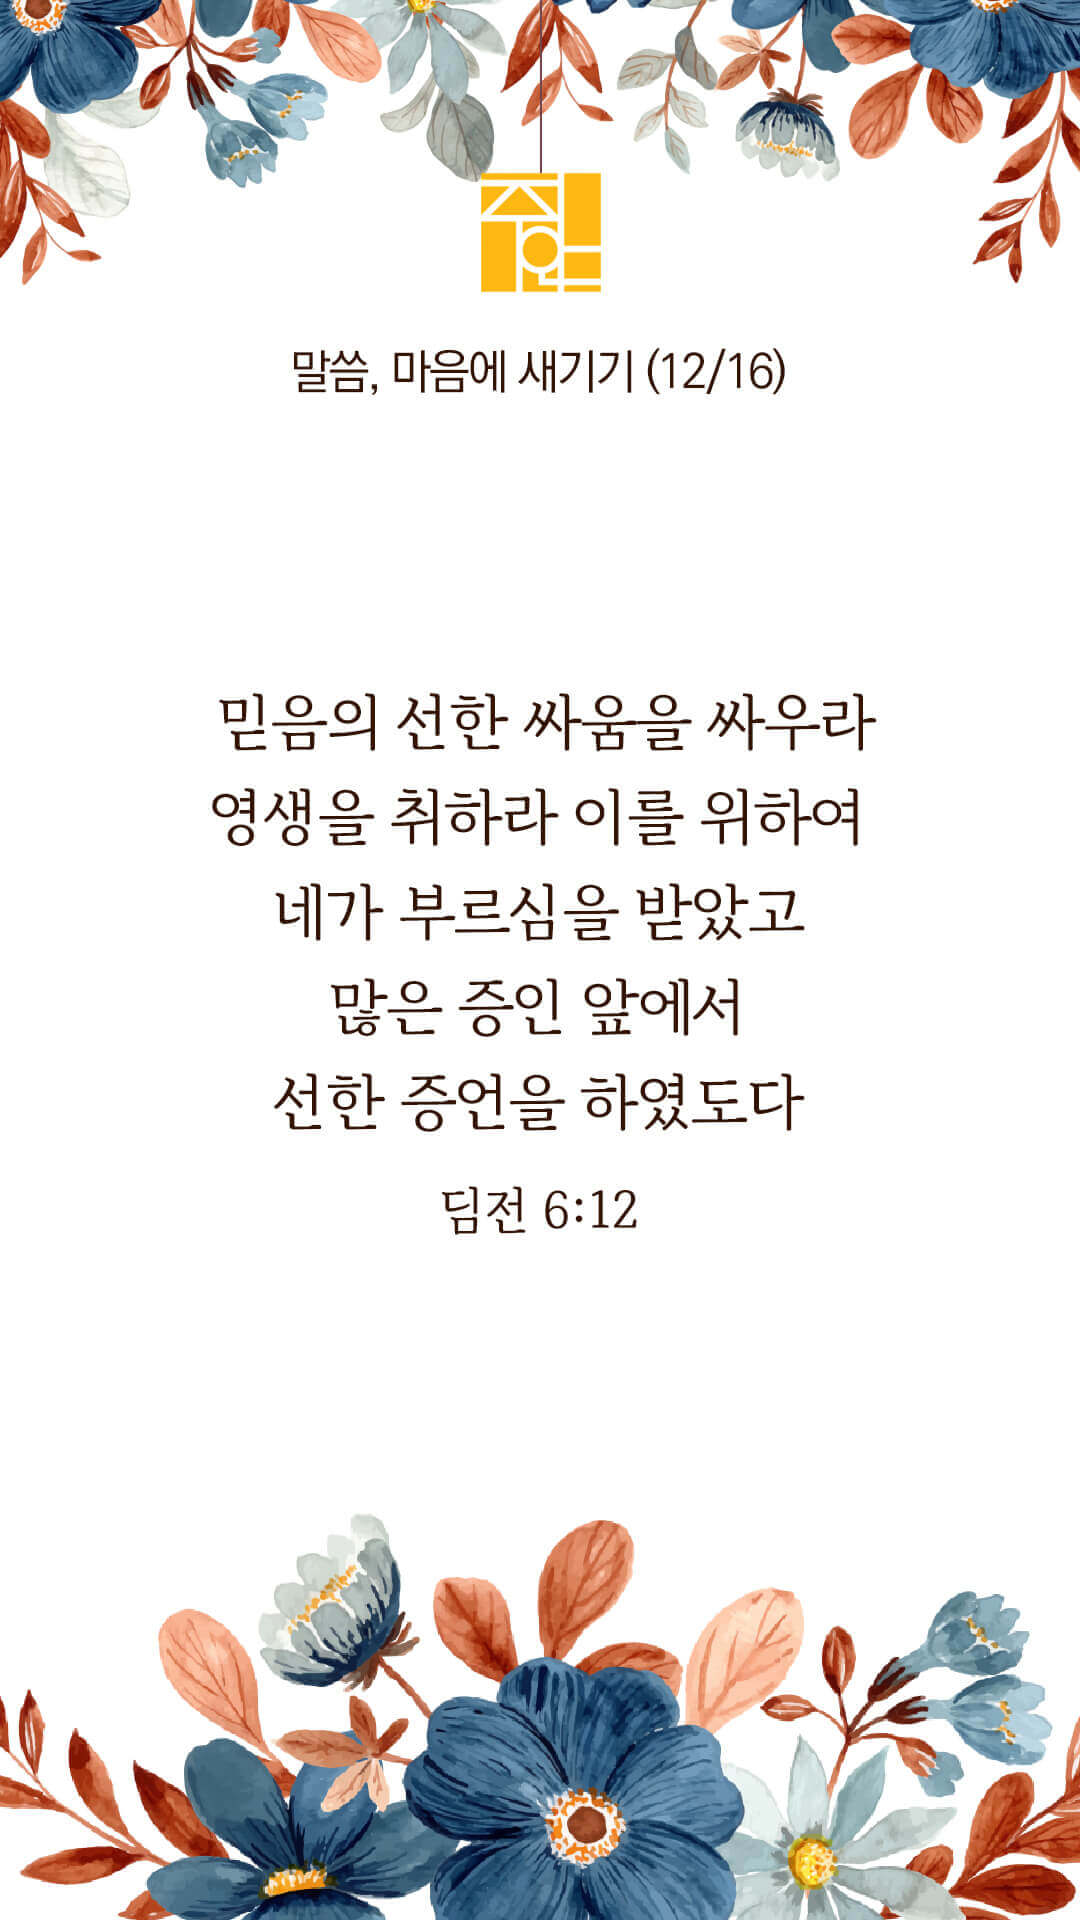 증인
말씀, 마음에 새기기 (12/16)
믿음의 선한 싸움을 싸우라
영생을 취하라 이를 위하여
네가 부르심을 받았고
많은 증인 앞에서
선한 증언을 하였도다
딤전 6:12